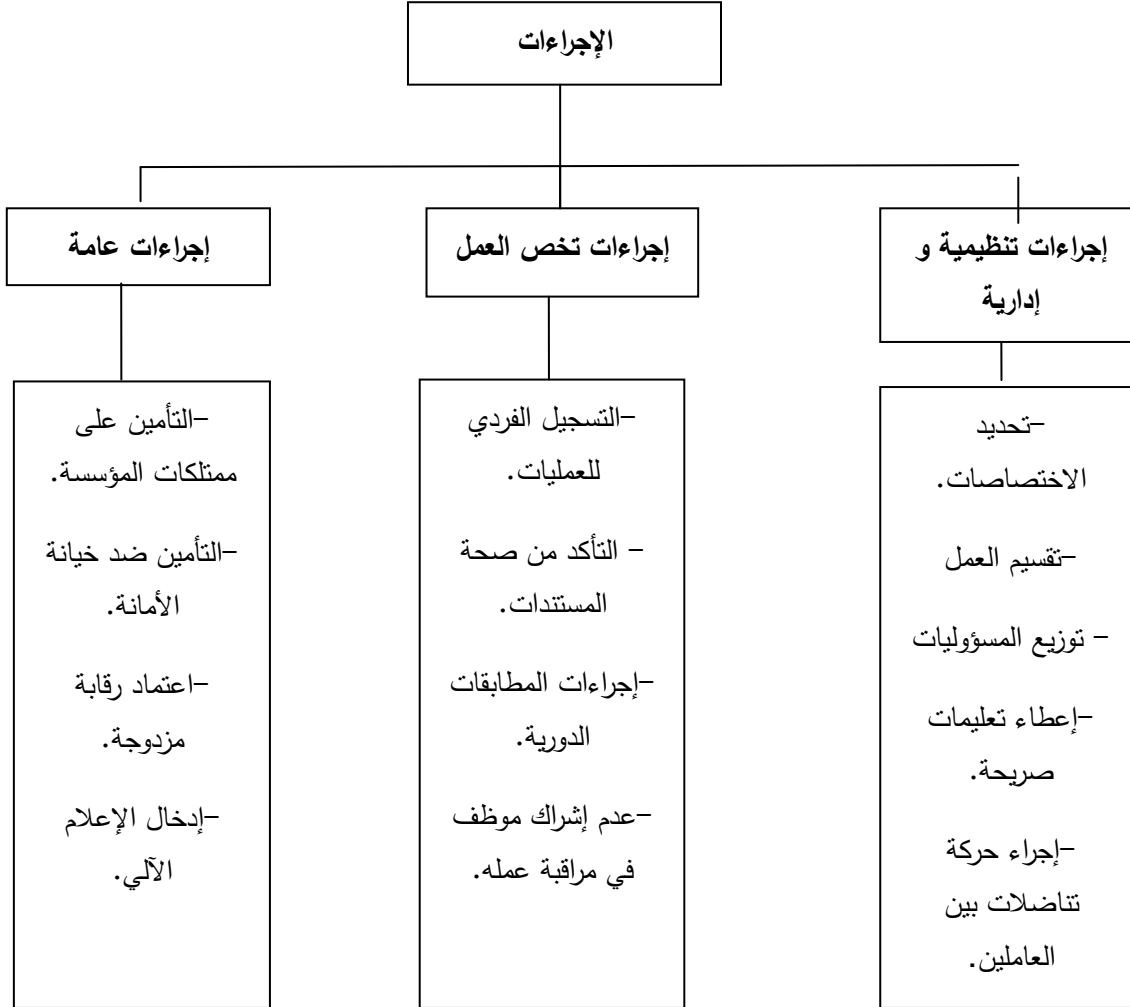 الإجراءات
إجراءات تنظيمية و
إدارية
إجراءات تخص العمل
إجراءات عامة
–تحديد
الاختصاصات.
–تقسيم العمل
– توزيع المسؤوليات
–إعطاء تعليمات
صريحة.
–إجراء حركة
تناضلات بين
العاملين.
–التسجيل الفردي
للعمليات.
– التأكد من صحة
المستندات.
–إجراءات المطابقات
الدورية.
–عدم إشراك موظف
في مراقبة عمله.
–التأمين على
ممتلكات المؤسسة.
–التأمين ضد خيانة
الأمانة.
–اعتماد رقابة
مزدوجة.
–إدخال الإعلام
الآلي.